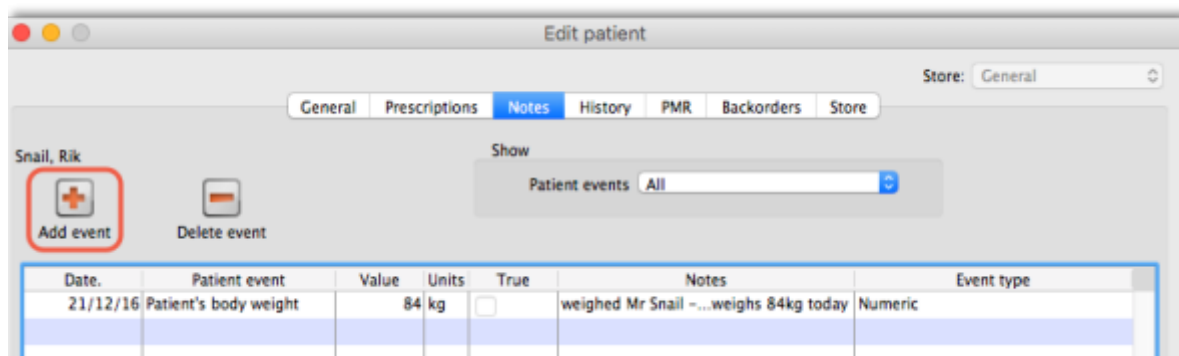 Edit patient
Store: General
General Prescriptions Notes History PMR Backorders Store
Snail, Rik
Show
Patient events All
Add event Delete event
Date. Patient event Value Units True Notes Event type
21/12/16 Patient's body weight 84 kg weighed Mr Snail -...weighs 84kg today Numeric